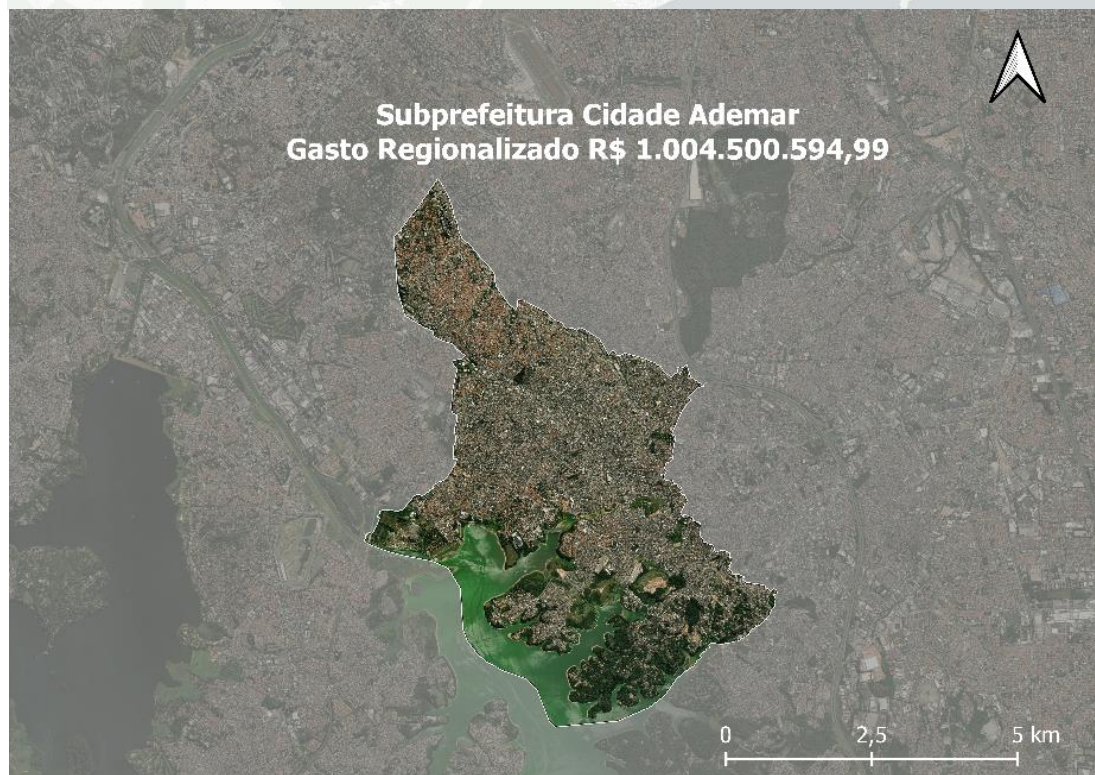 Subprefeitura Cidade Ademar
Gasto Regionalizado R$ 1.004.500.594,99
0 2,5 5 km